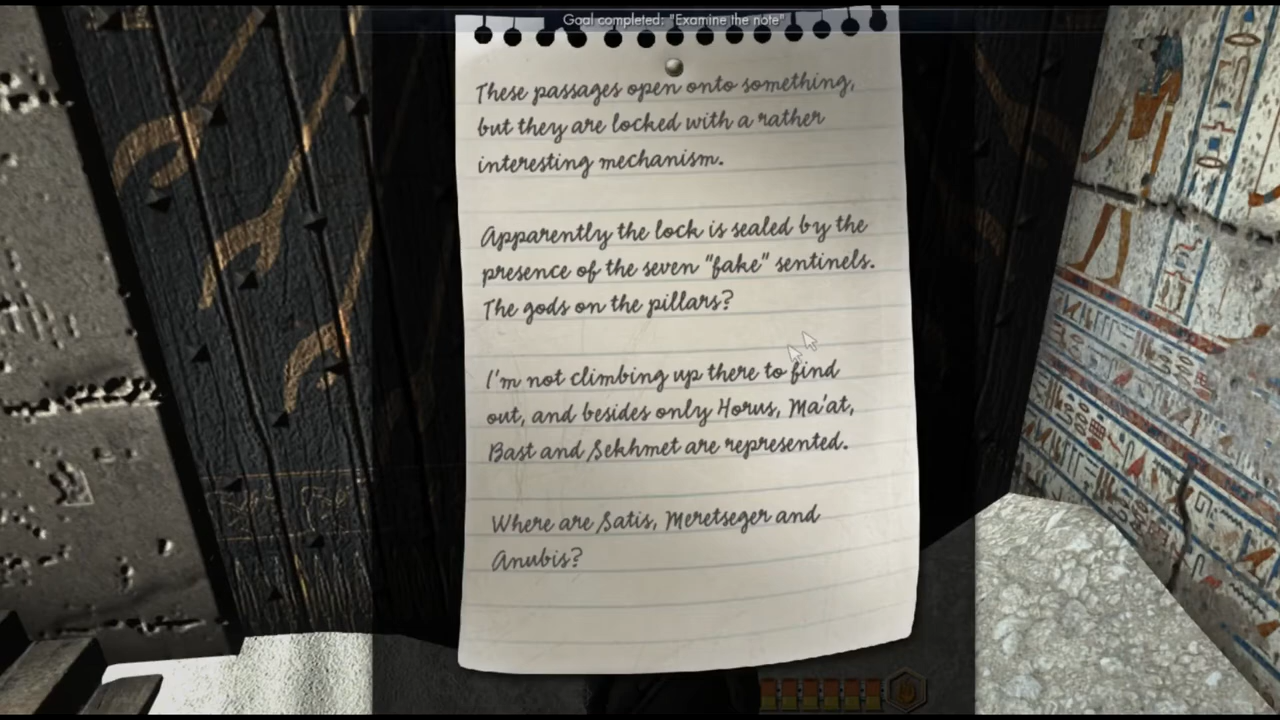 Goal completed: "Examine the note"
These passages open onto something,
but they are locked with a rather
interesting mechanism.
Apparently the lock is sealed by the
presence of the seven "fake" sentinels.
The gods on the pillars?
I'm not climbing up there to find
out, and besides only Horus, Ma'at,
Bast and Sekhmet are represented.
Where are Satis, Meretseger and
Anubis?